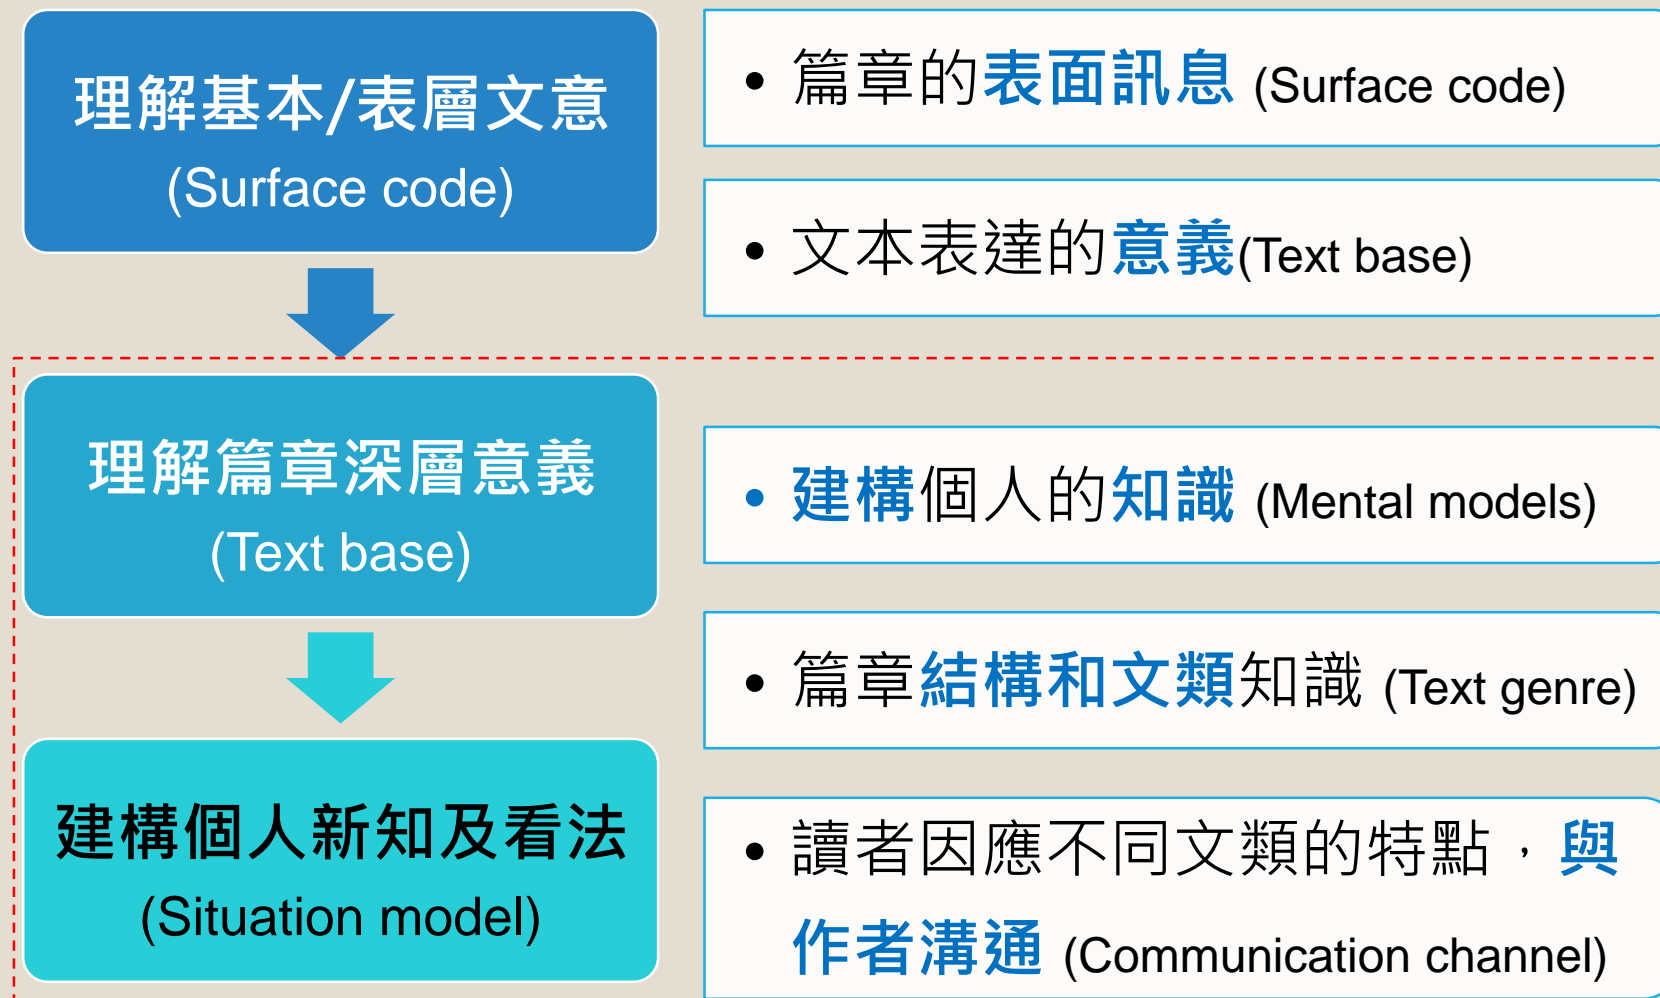 理解基本/表層文意
(Surface code)
理解篇章深層意義
(Text base)
建構個人新知及看法
(Situation model)
• 篇章的表面訊息 (Surface code)
• 文本表達的意義(Text base)
• 建構個人的知識 (Mental models)
• 篇章結構和文類知識 (Text genre)
• 讀者因應不同文類的特點，與
作者溝通 (Communication channel)